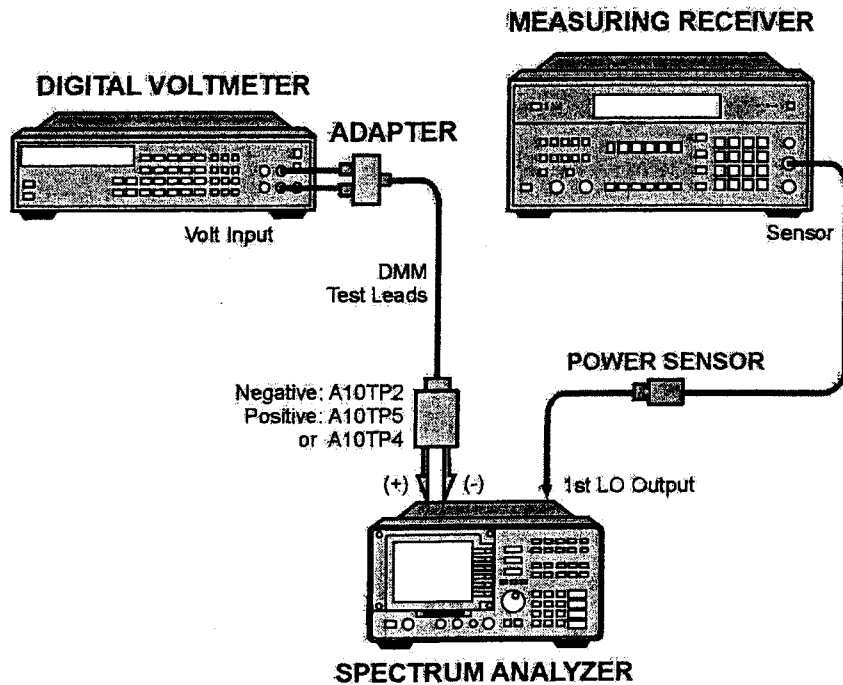 MEASURING RECEIVER
DIGITAL VOLTMETER
ADAPTER
Volt Input
Sensor
DMM
Test Leads
POWER SENSOR
Negative: A10TP2
Positive: A10TP5
or A10TP4
(+)
(-)
1st LO Output
SPECTRUM ANALYZER